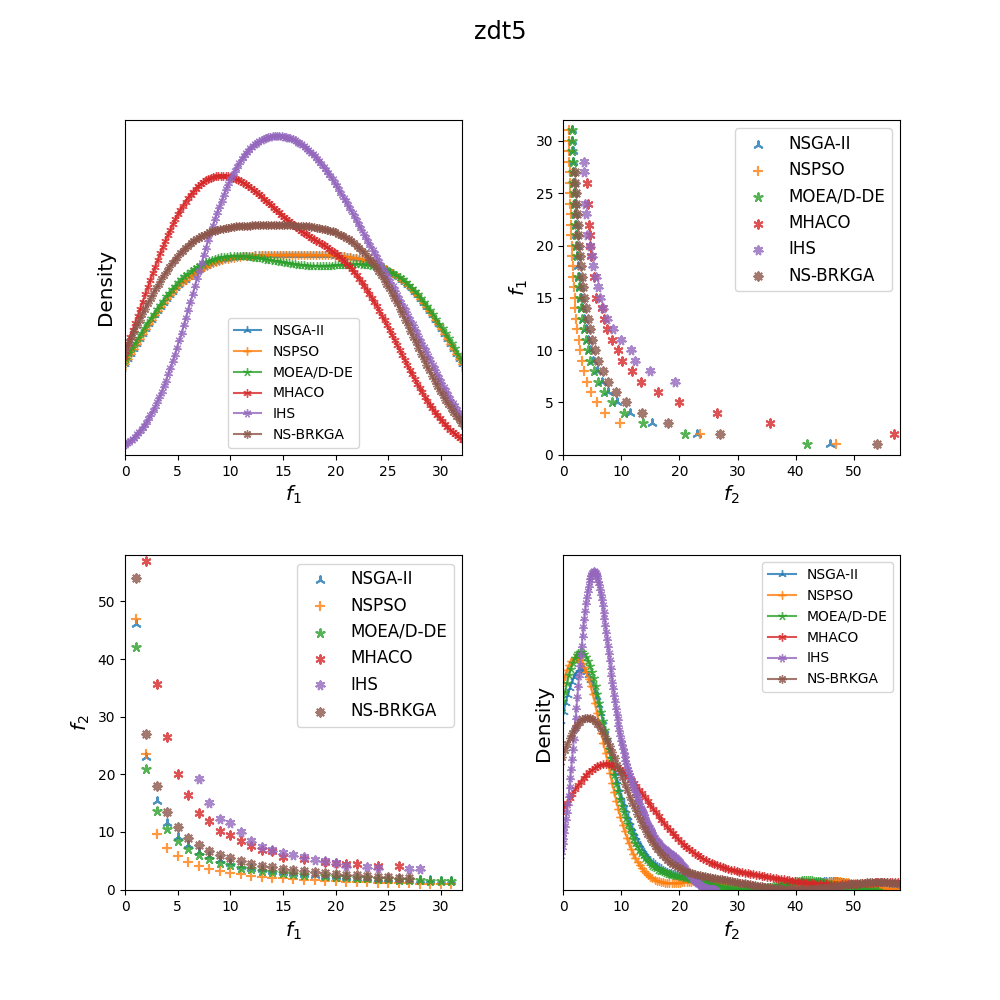 zdt5
Density
NSGA-II
NSPSO
MOEA/D-DE
MHACO
IHS
NS-BRKGA
0 5 10 15 20 25 30
f1
f1
30
25
20
15
10
5
0
NSGA-II
NSPSO
MOEA/D-DE
MHACO
IHS
NS-BRKGA
0 10 20 30 40 50
f2
f2
50
40
30
20
10
0
NSGA-II
NSPSO
MOEA/D-DE
MHACO
IHS
NS-BRKGA
0 5 10 15 20 25 30
f1
Density
NSGA-II
NSPSO
MOEA/D-DE
MHACO
IHS
NS-BRKGA
0 10 20 30 40 50
f2